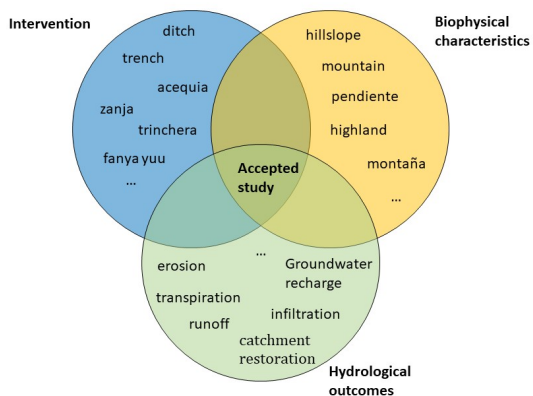 Intervention
ditch
trench
acequia
zanja
trinchera
fanya yuu
...
Biophysical
characteristics
hillslope
mountain
pendiente
highland
montaña
...
Accepted
study
...
erosion
Groundwater
recharge
transpiration
infiltration
runoff
catchment
restoration
Hydrological
outcomes